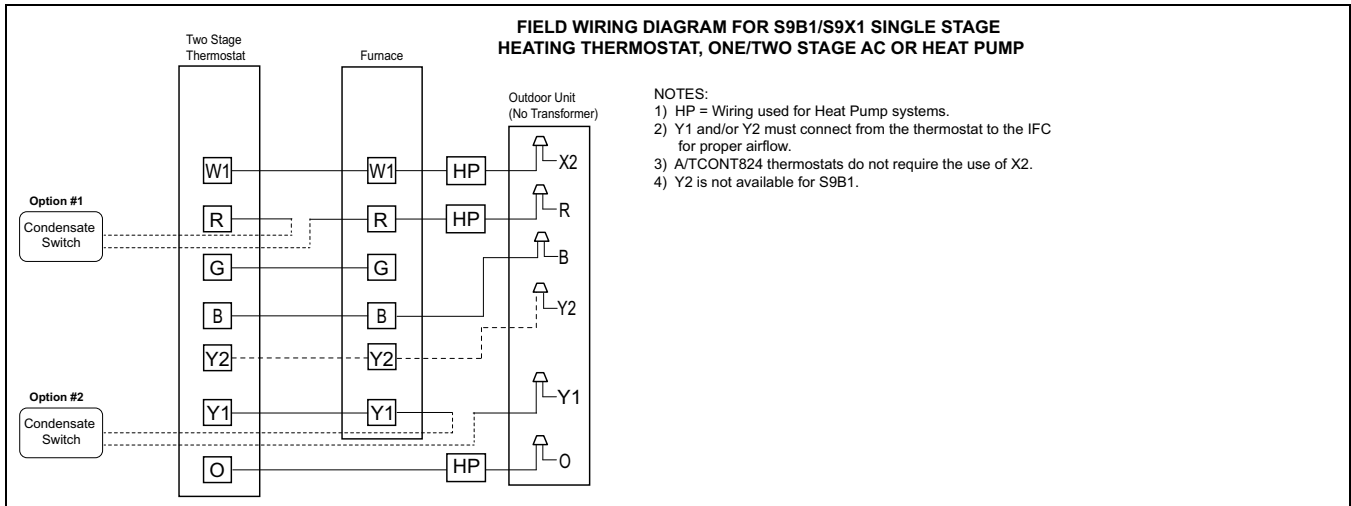 FIELD WIRING DIAGRAM FOR S9B1/S9X1 SINGLE STAGE
HEATING THERMOSTAT, ONE/TWO STAGE AC OR HEAT PUMP
Two Stage
Thermostat
Furnace
Outdoor Unit
(No Transformer)
NOTES:
1) HP = Wiring used for Heat Pump systems.
2) Y1 and/or Y2 must connect from the thermostat to the IFC
for proper airflow.
3) A/TCONT824 thermostats do not require the use of X2.
4) Y2 is not available for S9B1.
W1 W1 HP X2
Option #1
Condensate
Switch
R R HP R
G G B
B B Y2
Y2 Y2
Option #2
Condensate
Switch
Y1 Y1 Y1
O HP O